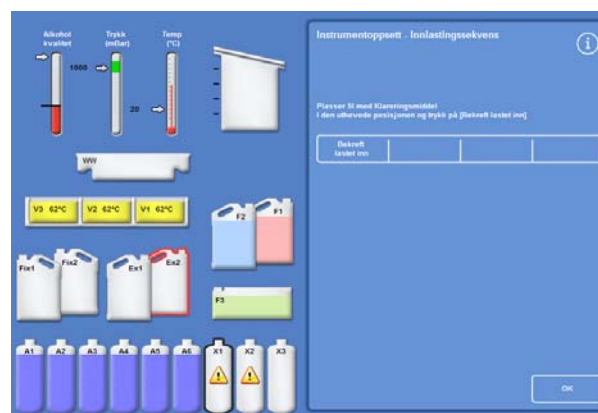 Alkohol kvalitet
Trykk (mBar)
Temp (°C)
1000
20
WW
V3 62°C
V2 62°C
V1 62°C
F2
F1
Fix1
Fix2
Ex1
Ex2
F3
A1
A2
A3
A4
A5
A6
X1
X2
X3
Instrumentoppsett - Innlastingssekvens
i
Plasser 5l med Klareringsmiddel
i den uthevede posisjonen og trykk på [Bekreft lastet inn]
Bekreft
lastet inn
OK